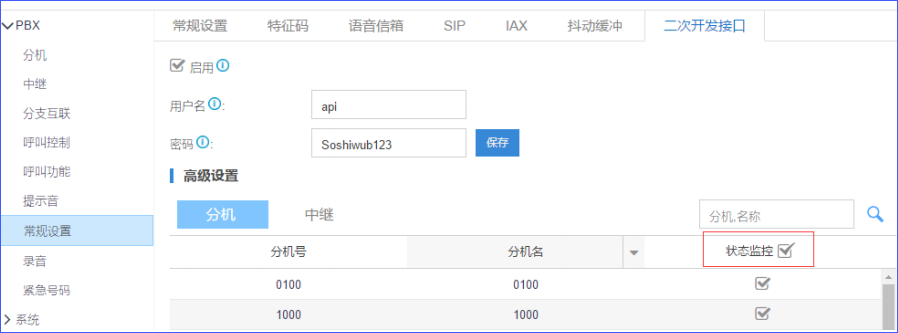 PBX
分机
中继
分支互联
呼叫控制
呼叫功能
提示音
常规设置
录音
紧急号码
系统
常规设置 特征码 语音信箱 SIP IAX 抖动缓冲 二次开发接口
启用
用户名: api
密码: Soshiwub123 保存
高级设置
分机 中继 分机,名称
分机号 分机名 状态监控
0100 0100
1000 1000